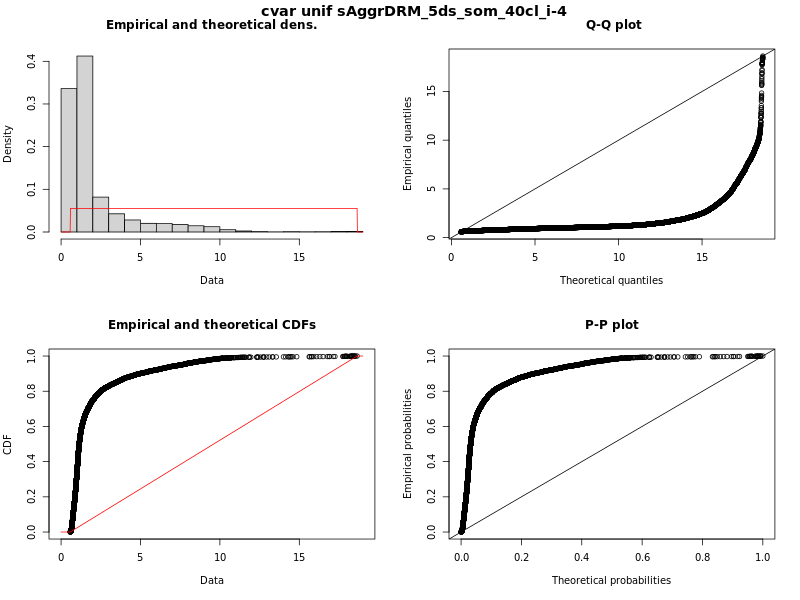 cvar unif sAggrDRM_5ds_som_40cl_i-4
Empirical and theoretical dens.
Density
0.0 0.1 0.2 0.3 0.4
0 5 10 15
Data
Q-Q plot
Empirical quantiles
0 5 10 15
0 5 10 15
Theoretical quantiles
Empirical and theoretical CDFs
CDF
0.0 0.2 0.4 0.6 0.8 1.0
0 5 10 15
Data
P-P plot
Empirical probabilities
0.0 0.2 0.4 0.6 0.8 1.0
0.0 0.2 0.4 0.6 0.8 1.0
Theoretical probabilities